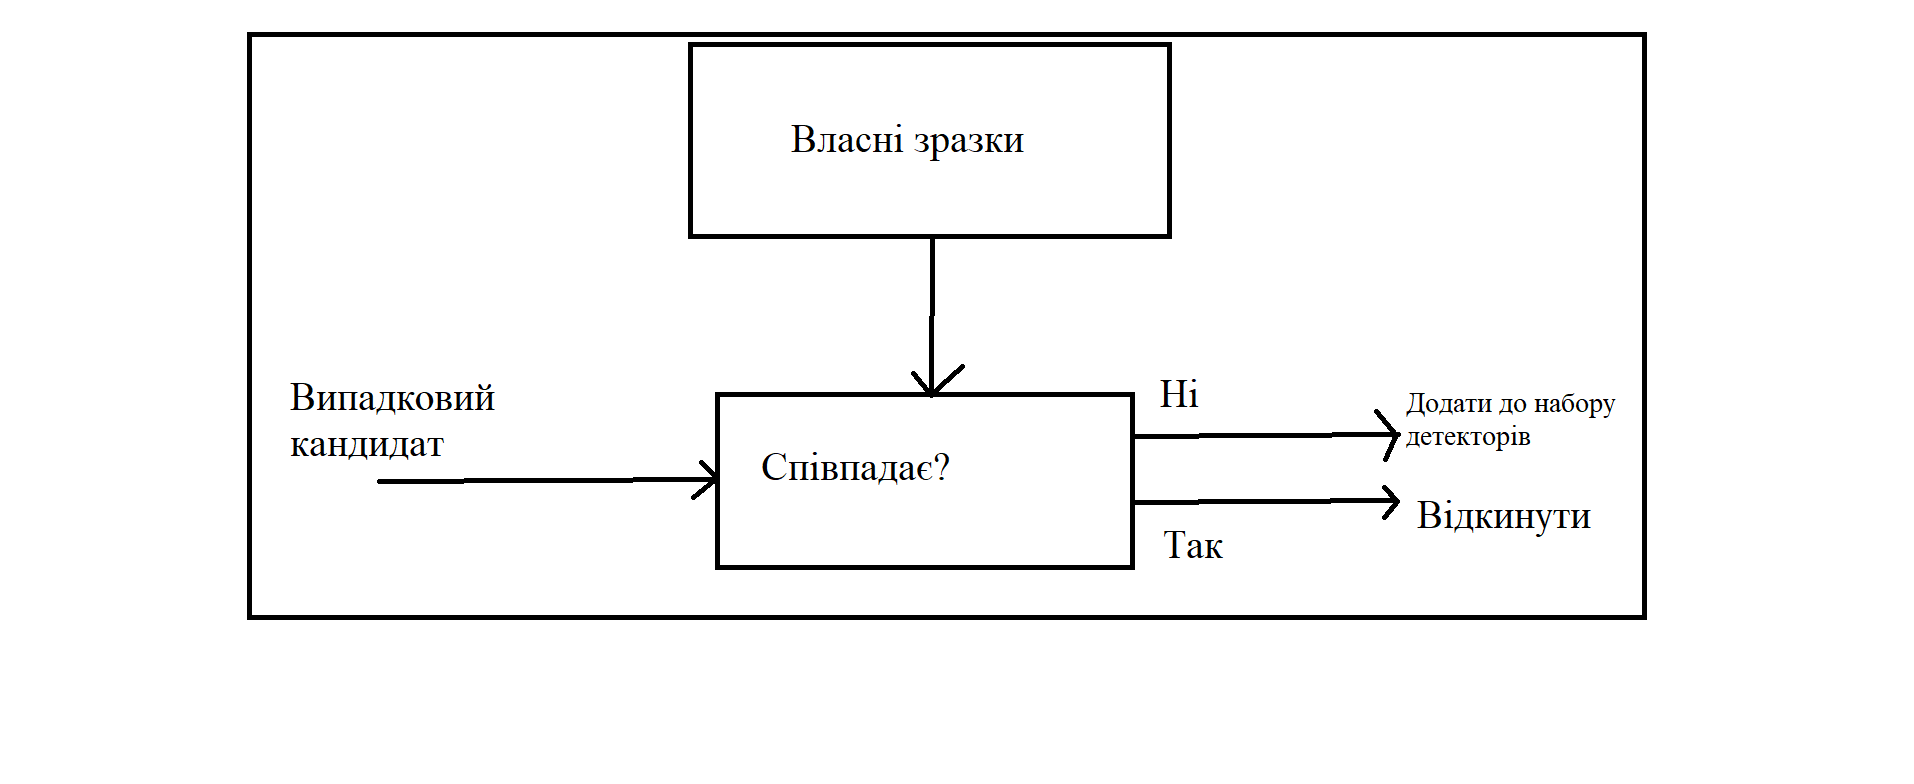 Власні зразки
Випадковий
кандидат
Співпадає?
Ні
Додати до набору
детекторів
Так
Відкинути